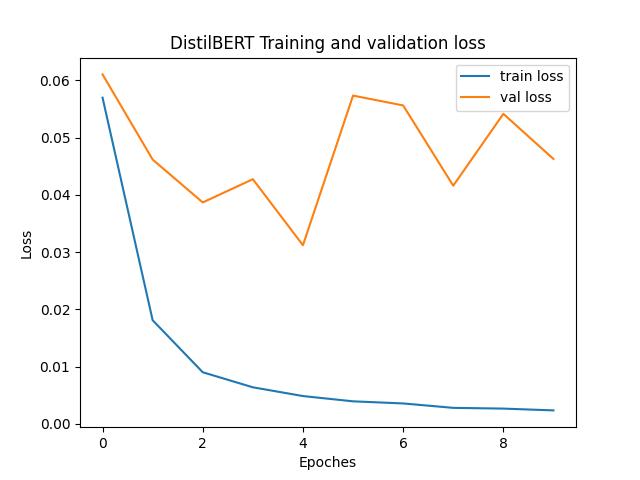 DistilBERT Training and validation loss
train loss
val loss
0.06
0.05
0.04
0.03
0.02
0.01
0.00
Loss
0 2 4 6 8
Epoches